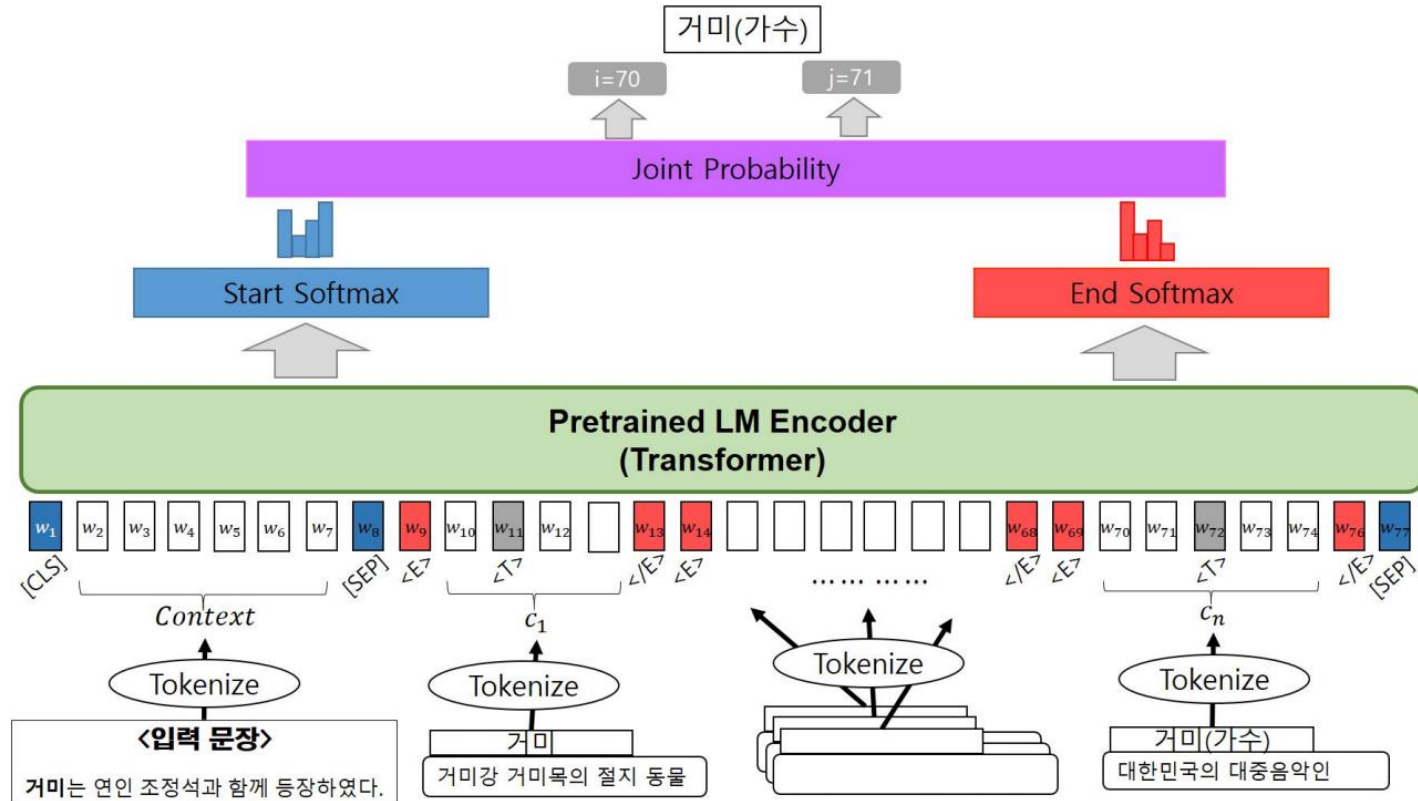 거미(가수)
i=70 j=71
Joint Probability
Start Softmax End Softmax
Pretrained LM Encoder
(Transformer)
w₁ w₂ w₃ w₄ w₅ w₆ w₇ w₈ w₉ w₁₀ w₁₁ w₁₂ w₁₃ w₁₄ w₆₈ w₆₉ w₇₀ w₇₁ w₇₂ w₇₃ w₇₄ w₇₆ w₇₇
[CLS] [SEP] <E> <T> </E> <E> ... ... ... ... </E> <E> <T> </E> [SEP]
Context c₁ cₙ
Tokenize Tokenize Tokenize Tokenize
<입력 문장> 거미 거미(가수)
거미는 연인 조정석과 함께 등장하였다. 거미강 거미목의 절지 동물 대한민국의 대중음악인